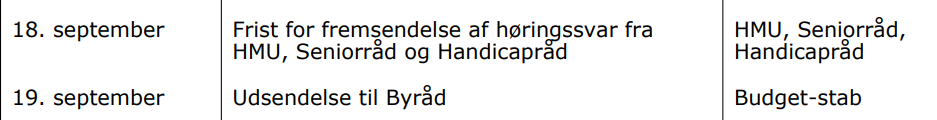 18. september
Frist for fremsendelse af høringssvar fra
HMU, Seniorråd og Handicapråd
HMU, Seniorråd,
Handicapråd
19. september
Udsendelse til Byråd
Budget-stab